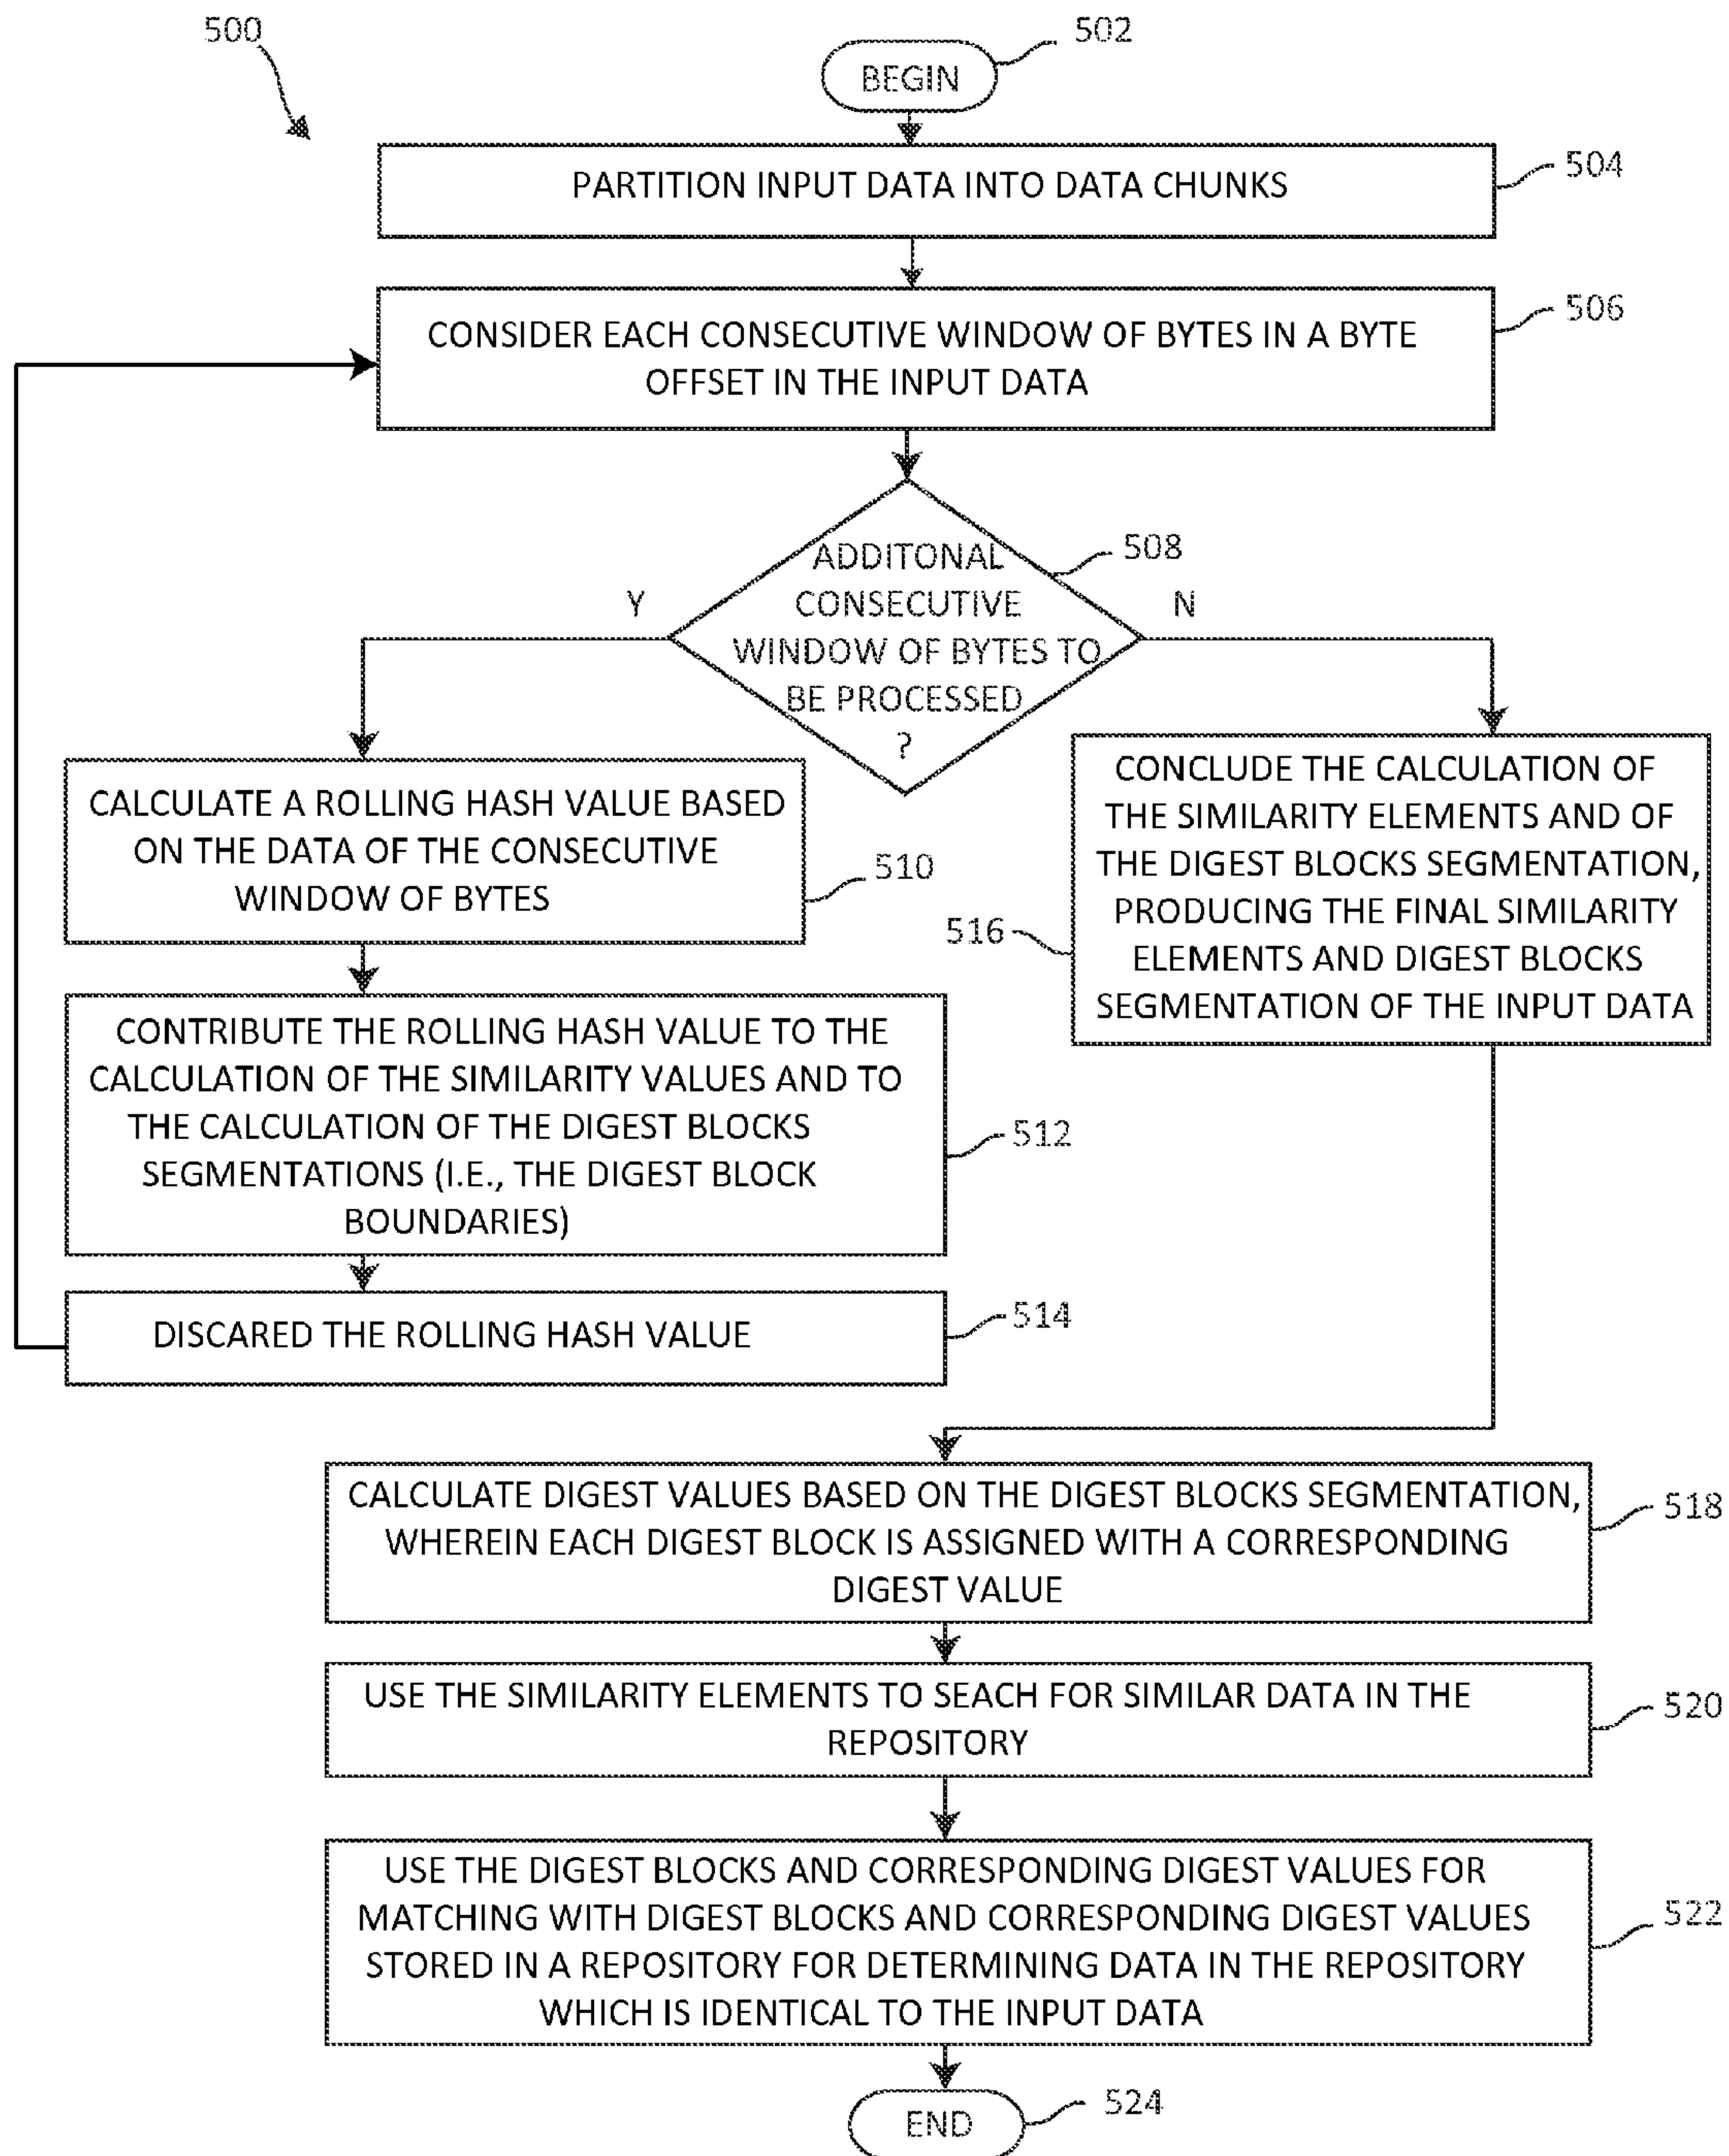 500
502
BEGIN
PARTITION INPUT DATA INTO DATA CHUNKS
504
CONSIDER EACH CONSECUTIVE WINDOW OF BYTES IN A BYTE
OFFSET IN THE INPUT DATA
506
ADDITONAL
CONSECUTIVE
WINDOW OF BYTES TO
BE PROCESSED
?
508
Y
N
CALCULATE A ROLLING HASH VALUE BASED
ON THE DATA OF THE CONSECUTIVE
WINDOW OF BYTES
510
CONTRIBUTE THE ROLLING HASH VALUE TO THE
CALCULATION OF THE SIMILARITY VALUES AND TO
THE CALCULATION OF THE DIGEST BLOCKS
SEGMENTATIONS (I.E., THE DIGEST BLOCK
BOUNDARIES)
512
DISCARED THE ROLLING HASH VALUE
514
CONCLUDE THE CALCULATION OF
THE SIMILARITY ELEMENTS AND OF
THE DIGEST BLOCKS SEGMENTATION,
PRODUCING THE FINAL SIMILARITY
ELEMENTS AND DIGEST BLOCKS
SEGMENTATION OF THE INPUT DATA
516
CALCULATE DIGEST VALUES BASED ON THE DIGEST BLOCKS SEGMENTATION,
WHEREIN EACH DIGEST BLOCK IS ASSIGNED WITH A CORRESPONDING
DIGEST VALUE
518
USE THE SIMILARITY ELEMENTS TO SEACH FOR SIMILAR DATA IN THE
REPOSITORY
520
USE THE DIGEST BLOCKS AND CORRESPONDING DIGEST VALUES FOR
MATCHING WITH DIGEST BLOCKS AND CORRESPONDING DIGEST VALUES
STORED IN A REPOSITORY FOR DETERMINING DATA IN THE REPOSITORY
WHICH IS IDENTICAL TO THE INPUT DATA
522
END
524